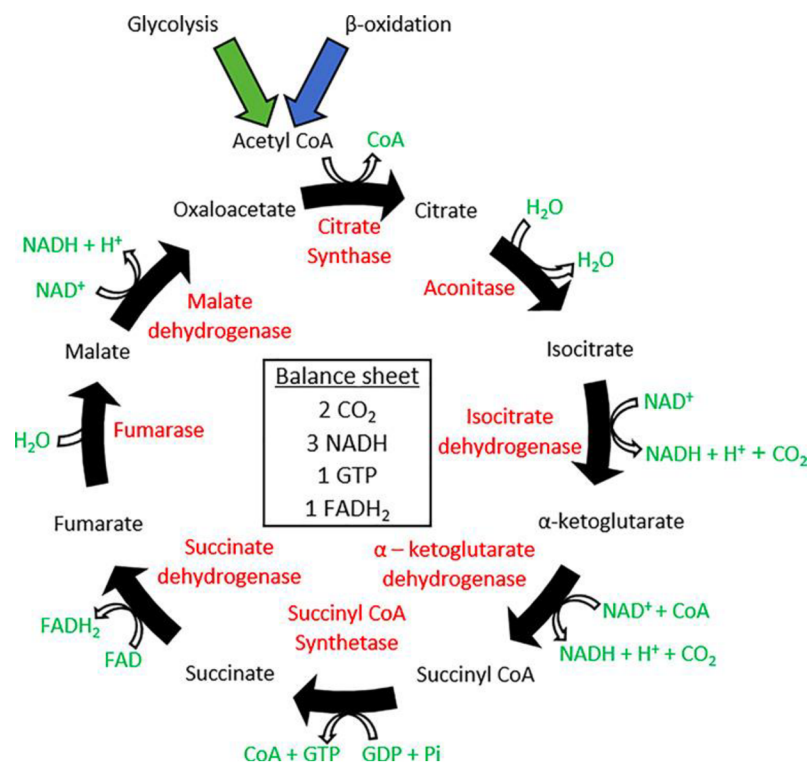 Glycolysis
β-oxidation
Acetyl CoA
CoA
Oxaloacetate
Citrate
Citrate
Synthase
H₂O
H₂O
Aconitase
NADH + H⁺
NAD⁺
Malate
dehydrogenase
Malate
Isocitrate
Balance sheet
2 CO₂
3 NADH
1 GTP
1 FADH₂
Isocitrate
dehydrogenase
NAD⁺
NADH + H⁺ + CO₂
H₂O
Fumarase
Fumarate
α-ketoglutarate
Succinate
dehydrogenase
α – ketoglutarate
dehydrogenase
FADH₂
FAD
Succinyl CoA
Synthetase
NAD⁺ + CoA
NADH + H⁺ + CO₂
Succinate
Succinyl CoA
CoA + GTP
GDP + Pi